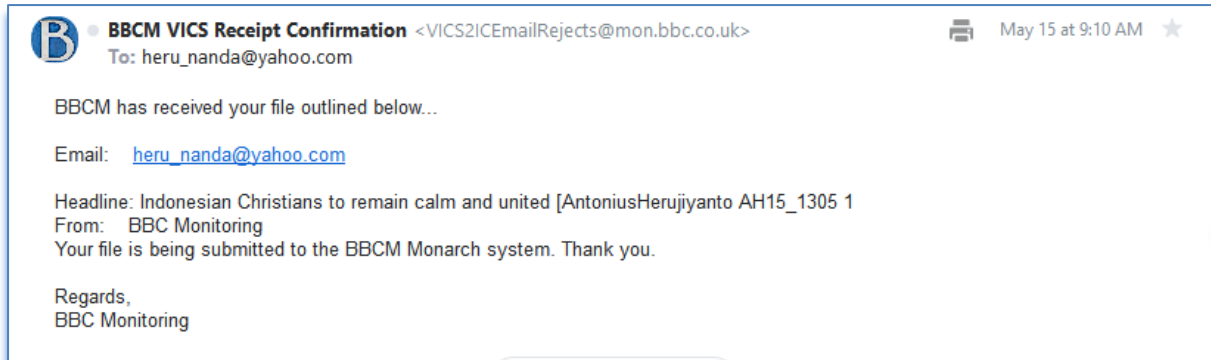 B
BBCM VICS Receipt Confirmation <VICS2ICEmailRejects@mon.bbc.co.uk> May 15 at 9:10 AM
To: heru_nanda@yahoo.com
BBCM has received your file outlined below...
Email: heru_nanda@yahoo.com
Headline: Indonesian Christians to remain calm and united [AntoniusHerujiyanto AH15_1305 1
From: BBC Monitoring
Your file is being submitted to the BBCM Monarch system. Thank you.
Regards,
BBC Monitoring